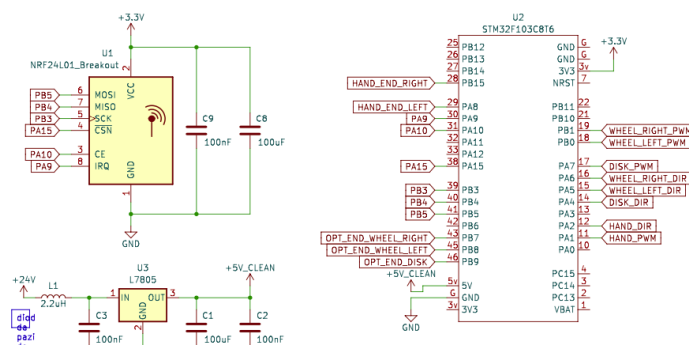 +3.3V
U1
NRF24L01_Breakout
2
VCC
PB5 6 MOSI
PB4 7 MISO
PB3 5 SCK
PA15 4 CSN
PA10 3 CE
PA9 8 IRQ
GND
1
GND
C9
100nF
C8
100uF
+24V
L1
2.2uH
U3
L7805
1 IN OUT 3
GND
2
+5V_CLEAN
C3
100nF
C1
100uF
C2
100nF
diod
da
pazi
U2
STM32F103C8T6
25 PB12
26 PB13
27 PB14
HAND_END_RIGHT 28 PB15
HAND_END_LEFT 29 PA8
PA9 30 PA9
PA10 31 PA10
32 PA11
33 PA12
PA15 38 PA15
PB3 39 PB3
PB4 40 PB4
PB5 41 PB5
42 PB6
OPT_END_WHEEL_RIGHT 43 PB7
OPT_END_WHEEL_LEFT 45 PB8
OPT_END_DISK 46 PB9
+5V_CLEAN
5v 5V
G GND
3v 3V3
GND
GND G
GND G
3V3 3v
+3.3V
NRST 7
PB11 22
PB10 21
PB1 19 WHEEL_RIGHT_PWM
PB0 18 WHEEL_LEFT_PWM
PA7 17 DISK_PWM
PA6 16 WHEEL_RIGHT_DIR
PA5 15 WHEEL_LEFT_DIR
PA4 14 DISK_DIR
PA3 13
PA2 12 HAND_DIR
PA1 11 HAND_PWM
PA0 10
PC15 4
PC14 3
PC13 2
VBAT 1